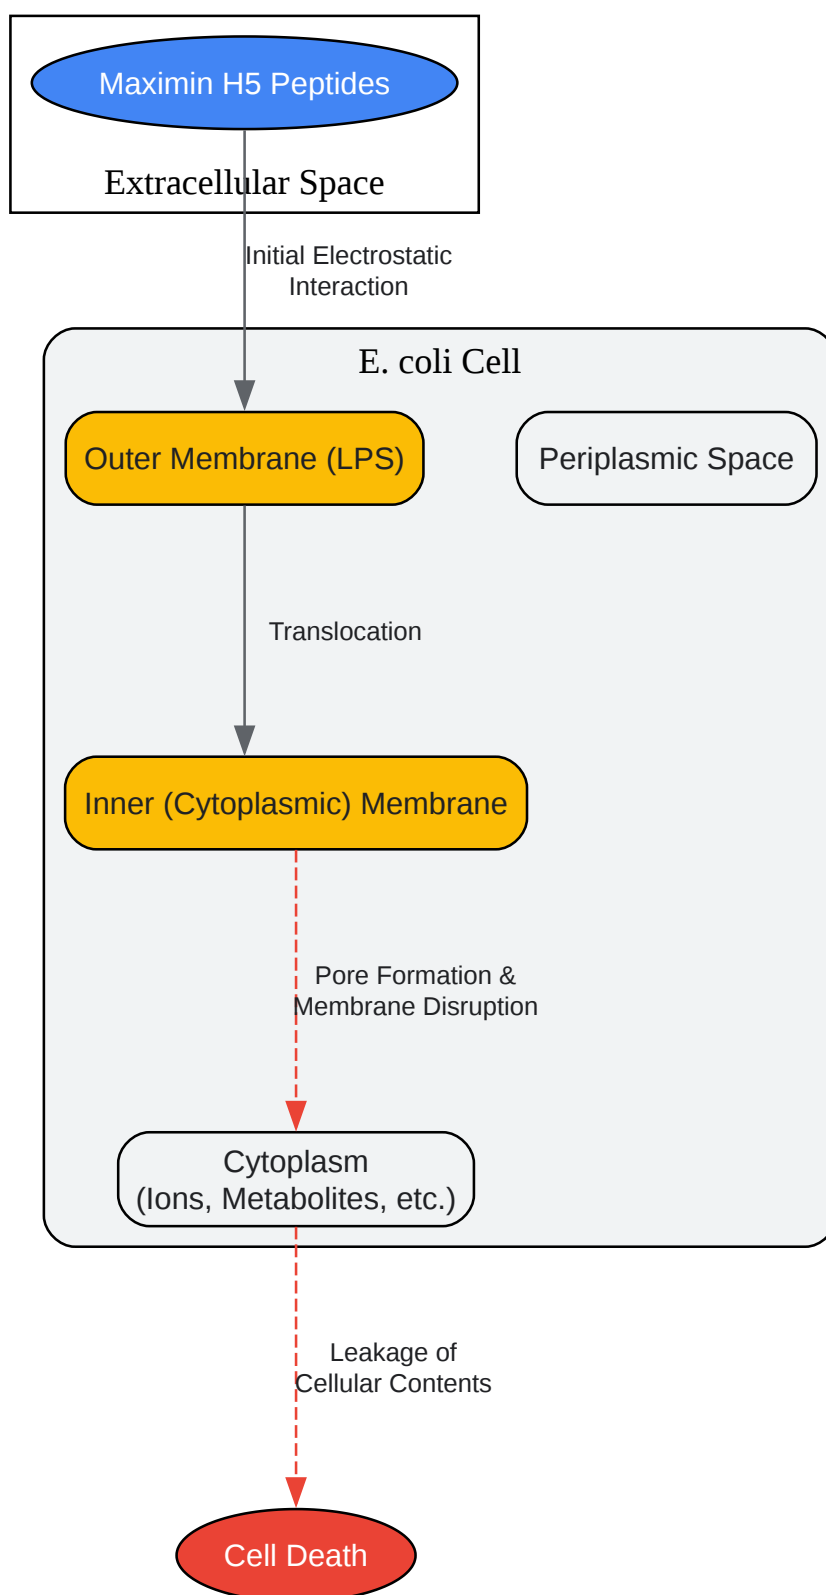 Maximin H5 Peptides
Extracellular Space
Initial Electrostatic
Interaction
E. coli Cell
Outer Membrane (LPS)
Periplasmic Space
Translocation
Inner (Cytoplasmic) Membrane
Pore Formation &
Membrane Disruption
Cytoplasm
(Ions, Metabolites, etc.)
Leakage of
Cellular Contents
Cell Death